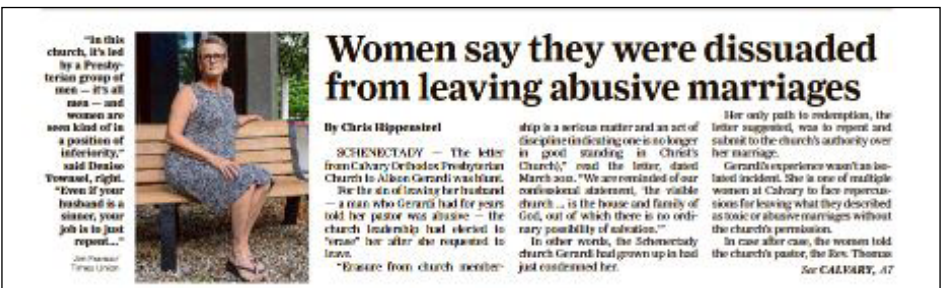 "In this
church, it's led
by a Presby-
terian group of
men — it's all
men — and
women are
seen kind of in
a position of
inferiority,"
said Denise
Townsel, right.
"Even if your
husband is a
sinner, your
job is to just
repent..."
Times Union
Women say they were dissuaded
from leaving abusive marriages
By Chris Hippensteel
SCHENECTADY — The letter
from Calvary Orthodox Presbyterian
Church to Alison Gerardi was blunt.
For the sin of leaving her husband
— a man who Gerardi had for years
told her pastor was abusive — the
church leadership had elected to
"erase" her after she requested to
leave.
"Erasure from church member-
ship is a serious matter and an act of
discipline (indicating one is no longer
in good standing in Christ's
Church)," read the letter, dated
March 2021. "We are reminded of our
confessional statement, 'the visible
church ... is the house and family of
God, out of which there is no ordi-
nary possibility of salvation.'"
In other words, the Schenectady
church Gerardi had grown up in had
just condemned her.
Her only path to redemption, the
letter suggested, was to repent and
submit to the church's authority over
her marriage.
Gerardi's experience wasn't an iso-
lated incident. She is one of multiple
women at Calvary to face repercus-
sions for leaving what they described
as toxic or abusive marriages without
the church's permission.
In case after case, the women told
the church's pastor, the Rev. Thomas
See CALVARY, A7